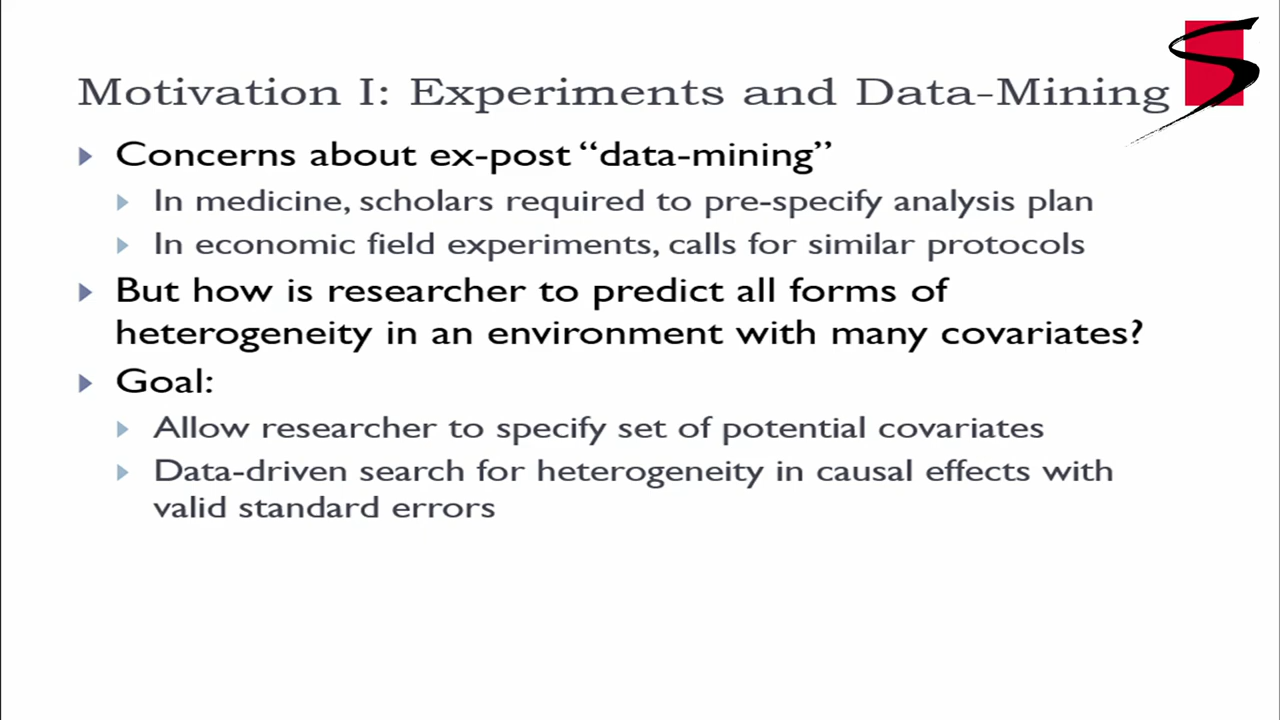 Motivation I: Experiments and Data-Mining
Concerns about ex-post “data-mining”
In medicine, scholars required to pre-specify analysis plan
In economic field experiments, calls for similar protocols
But how is researcher to predict all forms of
heterogeneity in an environment with many covariates?
Goal:
Allow researcher to specify set of potential covariates
Data-driven search for heterogeneity in causal effects with
valid standard errors